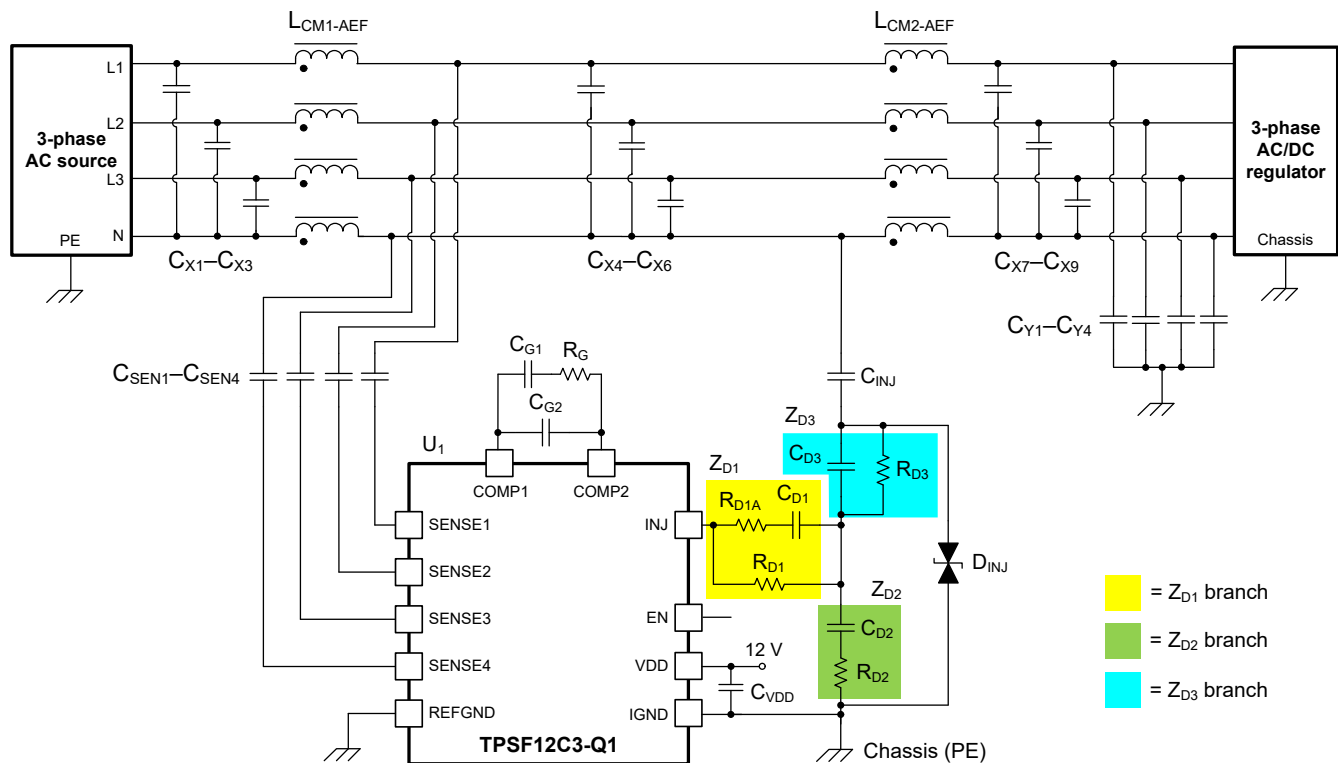 LCM1-AEF
LCM2-AEF
L1
L2
L3
N
PE
3-phase
AC source
3-phase
AC/DC
regulator
Chassis
CX1–CX3
CX4–CX6
CX7–CX9
CY1–CY4
CSEN1–CSEN4
CG1
RG
CG2
CINJ
ZD3
CD3
RD3
U1
COMP1
COMP2
ZD1
RD1A
CD1
RD1
SENSE1
SENSE2
SENSE3
SENSE4
REFGND
INJ
EN
VDD
IGND
12 V
CVDD
ZD2
CD2
RD2
DINJ
TPSF12C3-Q1
Chassis (PE)
= ZD1 branch
= ZD2 branch
= ZD3 branch